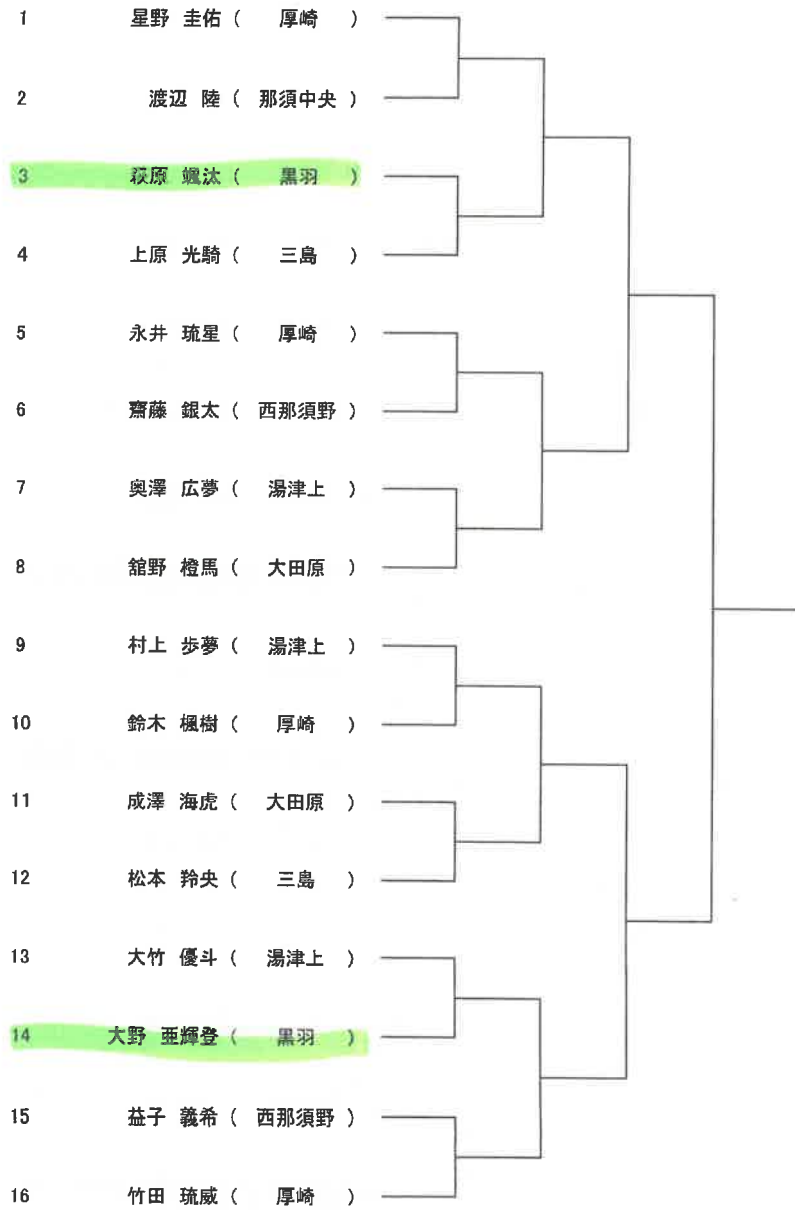 1 星野 圭佑 ( 厚崎 )
2 渡辺 陸 ( 那須中央 )
3 萩原 颯汰 ( 黒羽 )
4 上原 光騎 ( 三島 )
5 永井 琉星 ( 厚崎 )
6 齋藤 銀太 ( 西那須野 )
7 奥澤 広夢 ( 湯津上 )
8 舘野 橙馬 ( 大田原 )
9 村上 歩夢 ( 湯津上 )
10 鈴木 楓樹 ( 厚崎 )
11 成澤 海虎 ( 大田原 )
12 松本 羚央 ( 三島 )
13 大竹 優斗 ( 湯津上 )
14 大野 亜輝登 ( 黒羽 )
15 益子 義希 ( 西那須野 )
16 竹田 琉威 ( 厚崎 )